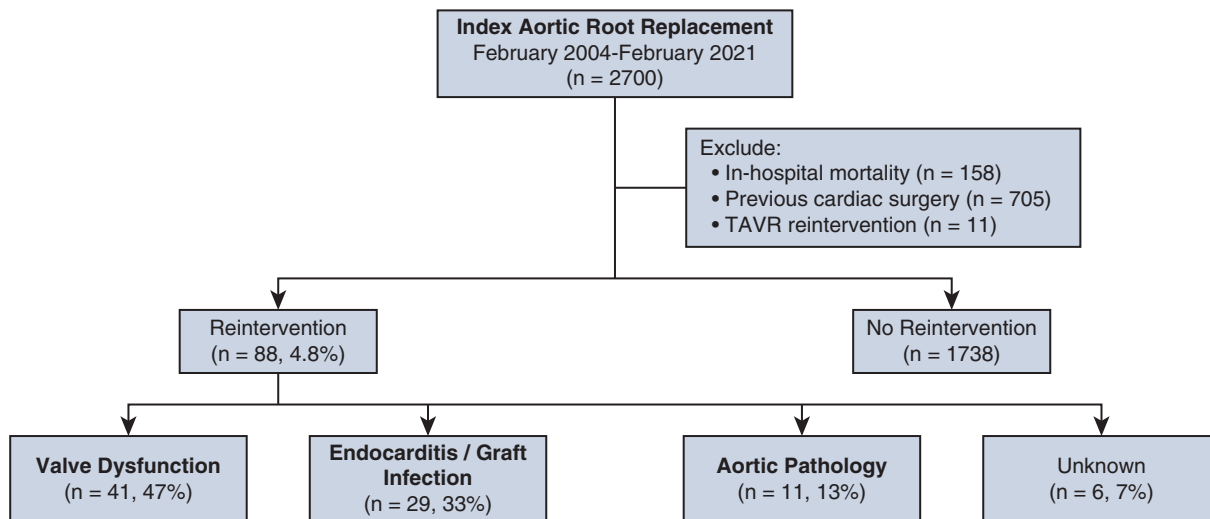 Index Aortic Root Replacement
February 2004-February 2021
(n = 2700)
Exclude:
• In-hospital mortality (n = 158)
• Previous cardiac surgery (n = 705)
• TAVR reintervention (n = 11)
Reintervention
(n = 88, 4.8%)
No Reintervention
(n = 1738)
Valve Dysfunction
(n = 41, 47%)
Endocarditis / Graft
Infection
(n = 29, 33%)
Aortic Pathology
(n = 11, 13%)
Unknown
(n = 6, 7%)